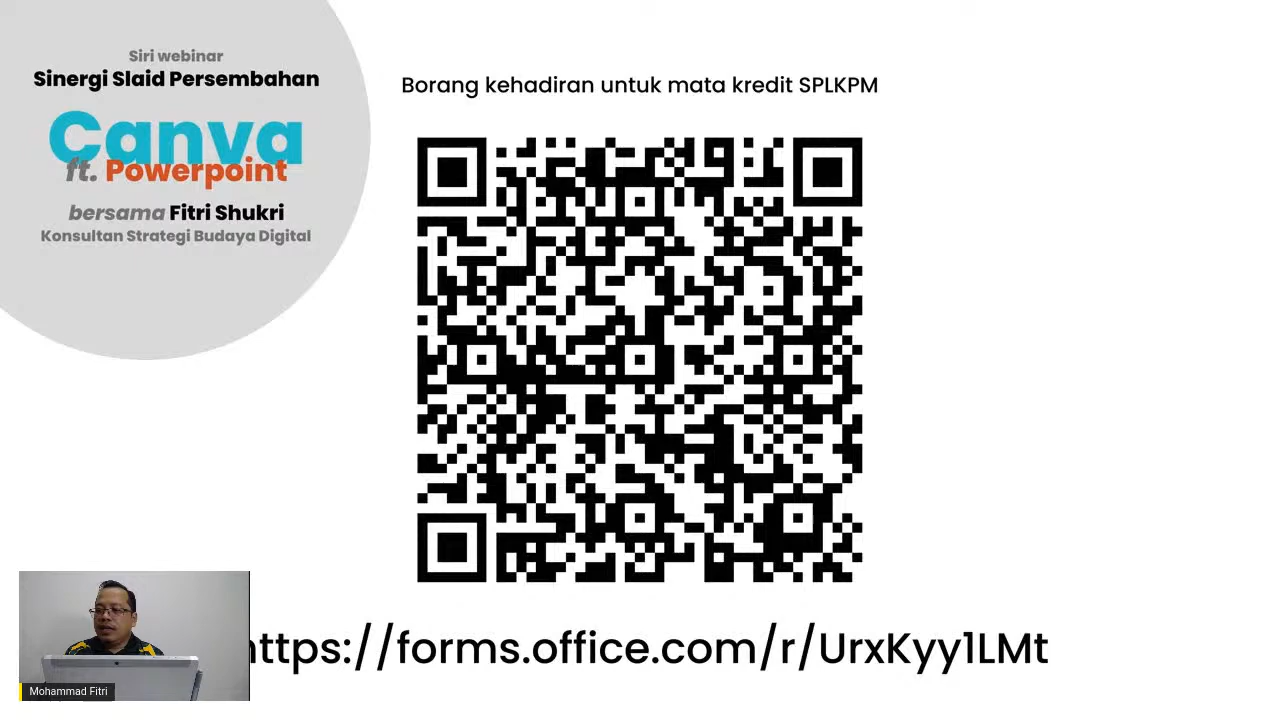 Siri webinar
Sinergi Slaid Persembahan
Canva
ft. Powerpoint
bersama Fitri Shukri
Konsultan Strategi Budaya Digital
Borang kehadiran untuk mata kredit SPLKPM
https://forms.office.com/r/UrxKyy1LMt
Mohammad Fitri